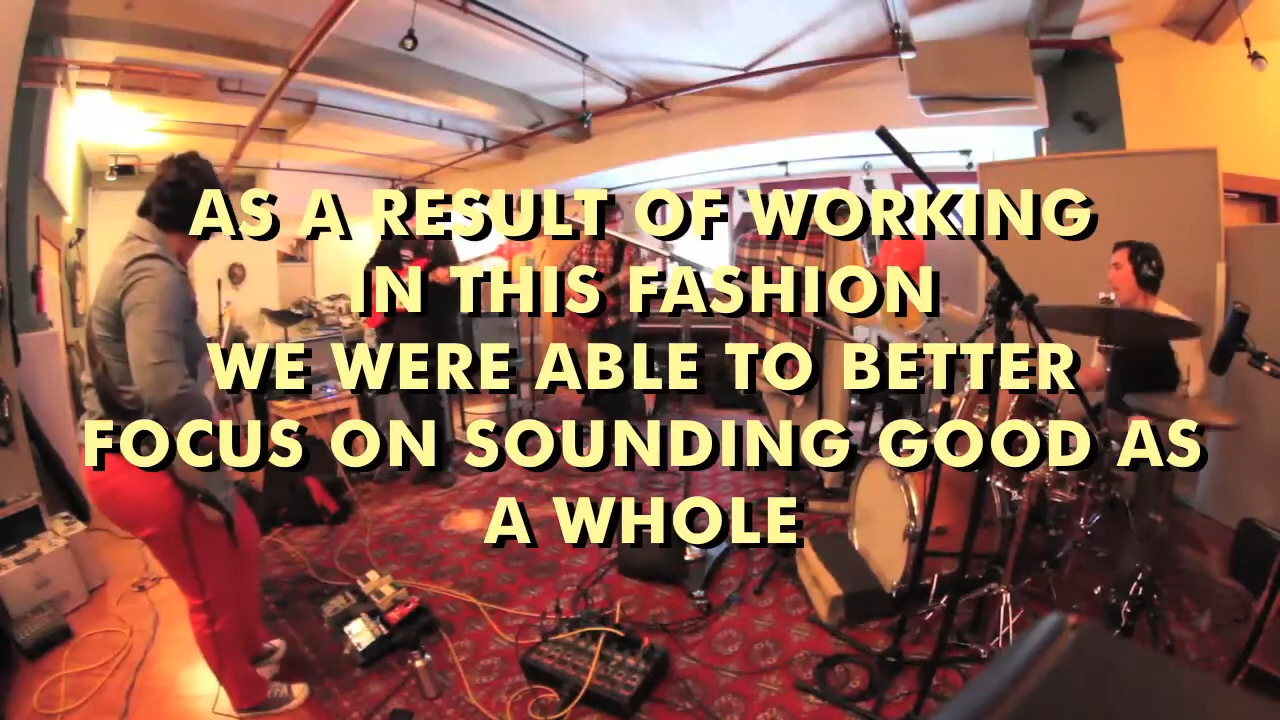 AS A RESULT OF WORKING
IN THIS FASHION
WE WERE ABLE TO BETTER
FOCUS ON SOUNDING GOOD AS
A WHOLE